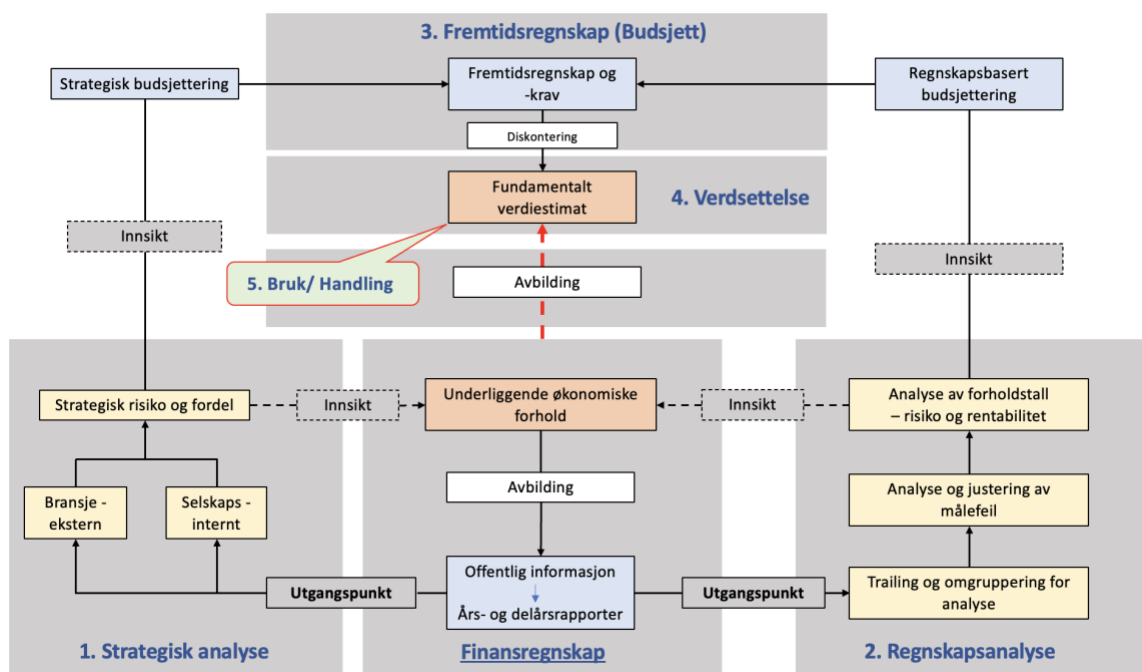 3. Fremtidsregnskap (Budsjett)
Strategisk budsjettering
Fremtidsregnskap og
-krav
Regnskapsbasert
budsjettering
Diskontering
Fundamentalt
verdiestimat
4. Verdsettelse
Innsikt
Innsikt
5. Bruk/ Handling
Avbilding
Strategisk risiko og fordel
Innsikt
Underliggende økonomiske
forhold
Innsikt
Analyse av forholdstall
– risiko og rentabilitet
Bransje -
ekstern
Selskaps -
internt
Avbilding
Analyse og justering av
målefeil
Utgangspunkt
Offentlig informasjon
Års- og delårsrapporter
Utgangspunkt
Trailing og omgruppering for
analyse
1. Strategisk analyse
Finansregnskap
2. Regnskapsanalyse